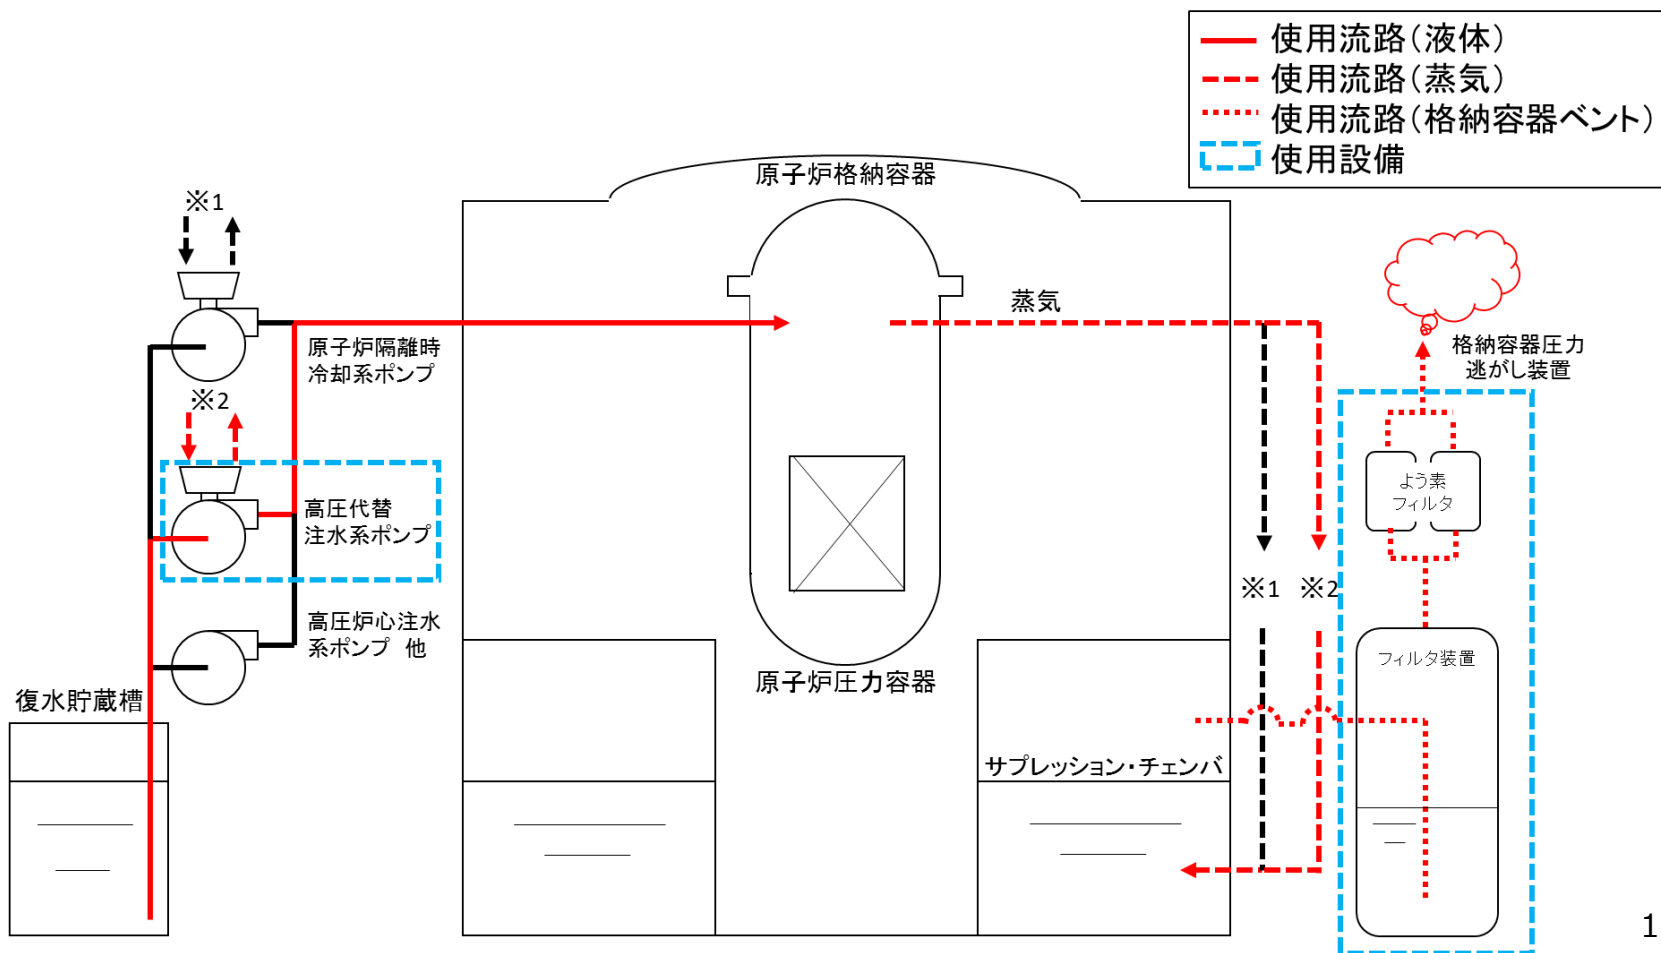 使用流路(液体)
使用流路(蒸気)
使用流路(格納容器ベント)
使用設備
原子炉格納容器
※1
蒸気
原子炉隔離時
冷却系ポンプ
格納容器圧力
逃がし装置
※2
よう素
フィルタ
高圧代替
注水系ポンプ
※1
※2
高圧炉心注水
系ポンプ 他
フィルタ装置
原子炉圧力容器
復水貯蔵槽
サプレッション・チェンバ
1